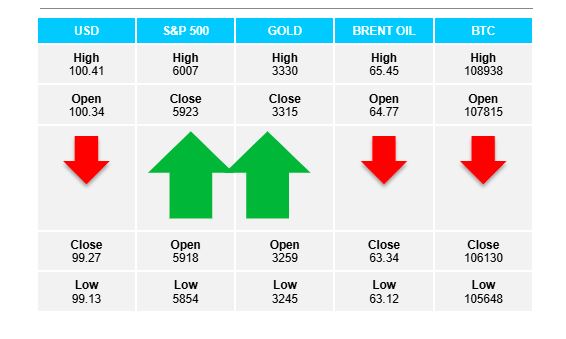 USD S&P 500 GOLD BRENT OIL BTC
High High High High High
100.41 6007 3330 65.45 108938
Open Close Close Open Open
100.34 5923 3315 64.77 107815
Close Open Open Close Close
99.27 5918 3259 63.34 106130
Low Low Low Low Low
99.13 5854 3245 63.12 105648